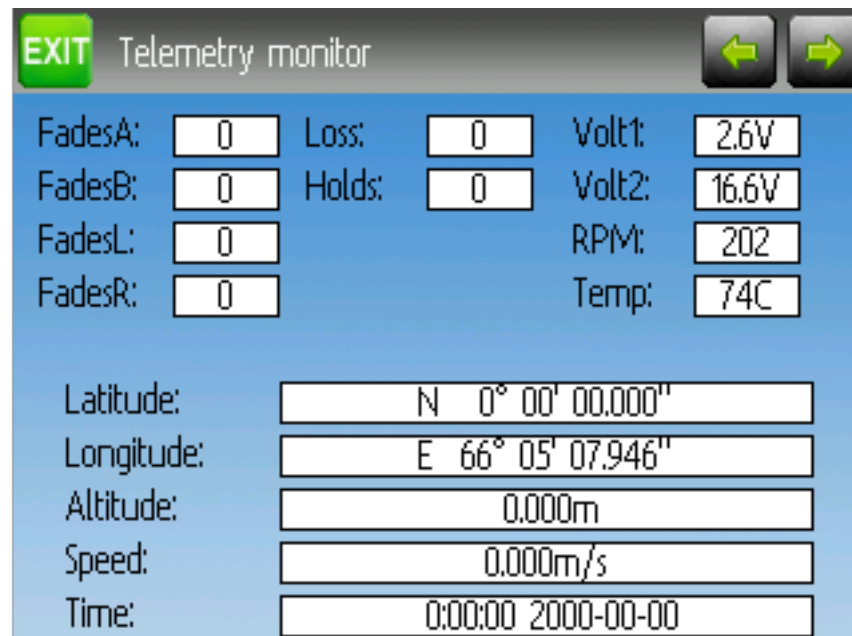 EXIT Telemetry monitor
FadesA: 0 Loss: 0 Volt1: 2.6V
FadesB: 0 Holds: 0 Volt2: 16.6V
FadesL: 0 RPM: 202
FadesR: 0 Temp: 74C
Latitude: N 0° 00' 00.000"
Longitude: E 66° 05' 07.946"
Altitude: 0.000m
Speed: 0.000m/s
Time: 0:00:00 2000-00-00